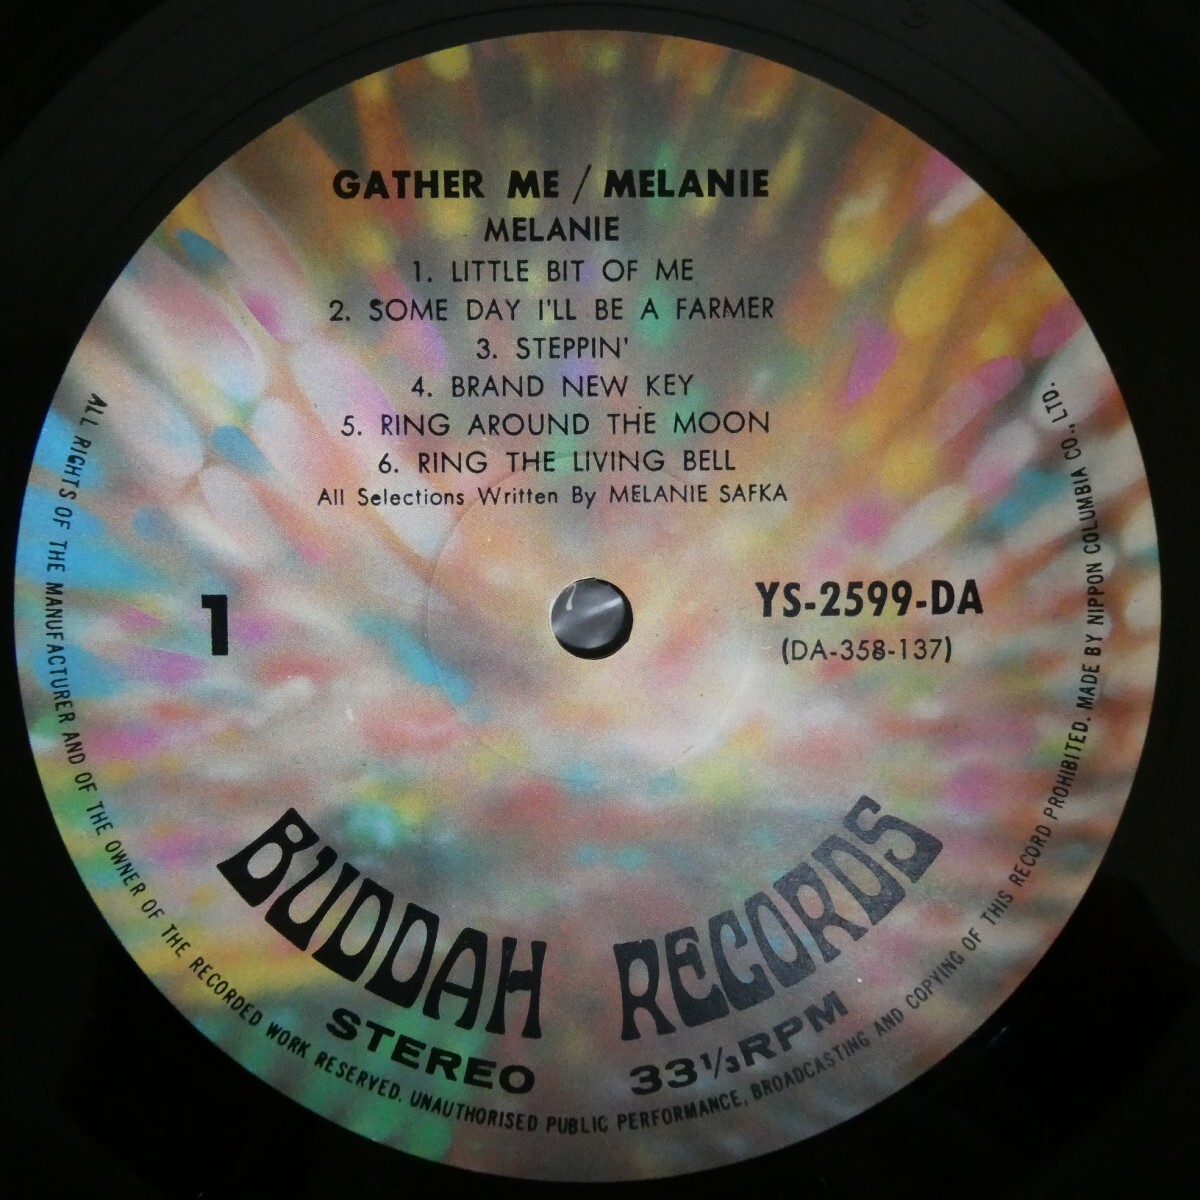 GATHER ME / MELANIE
MELANIE
1. LITTLE BIT OF ME
2. SOME DAY I'LL BE A FARMER
3. STEPPIN'
4. BRAND NEW KEY
5. RING AROUND THE MOON
6. RING THE LIVING BELL
All Selections Written By MELANIE SAFKA
1
YS-2599-DA
(DA-358-137)
BUDDAH RECORDS
STEREO
33⅓RPM
ALL RIGHTS OF THE MANUFACTURER AND OF THE OWNER OF THE RECORDED WORK RESERVED. UNAUTHORISED PUBLIC PERFORMANCE, BROADCASTING AND COPYING OF THIS RECORD PROHIBITED. MADE BY NIPPON COLUMBIA CO., LTD.